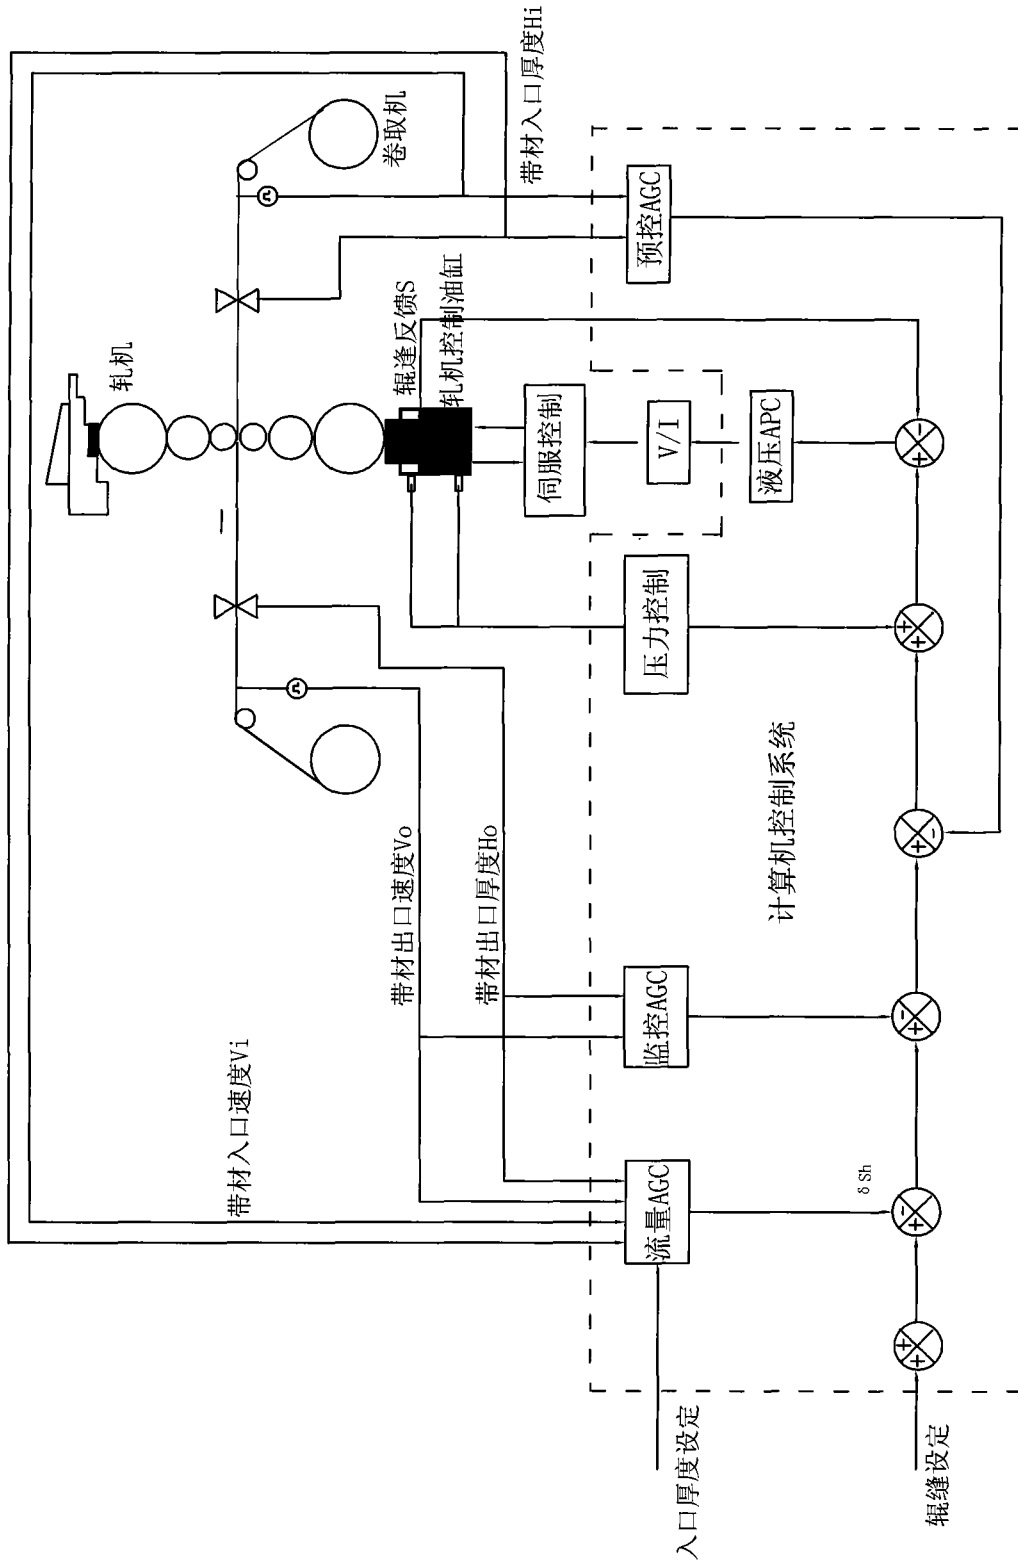 轧机
卷取机
带材入口厚度Hi
辊逢反馈S
轧机控制油缸
带材入口速度Vi
带材出口速度Vo
带材出口厚度Ho
伺服控制
V/I
流量AGC
监控AGC
压力控制
液压APC
预控AGC
计算机控制系统
δSh
入口厚度设定
辊缝设定
+
+
+
-
+
-
+
-
+
+
-